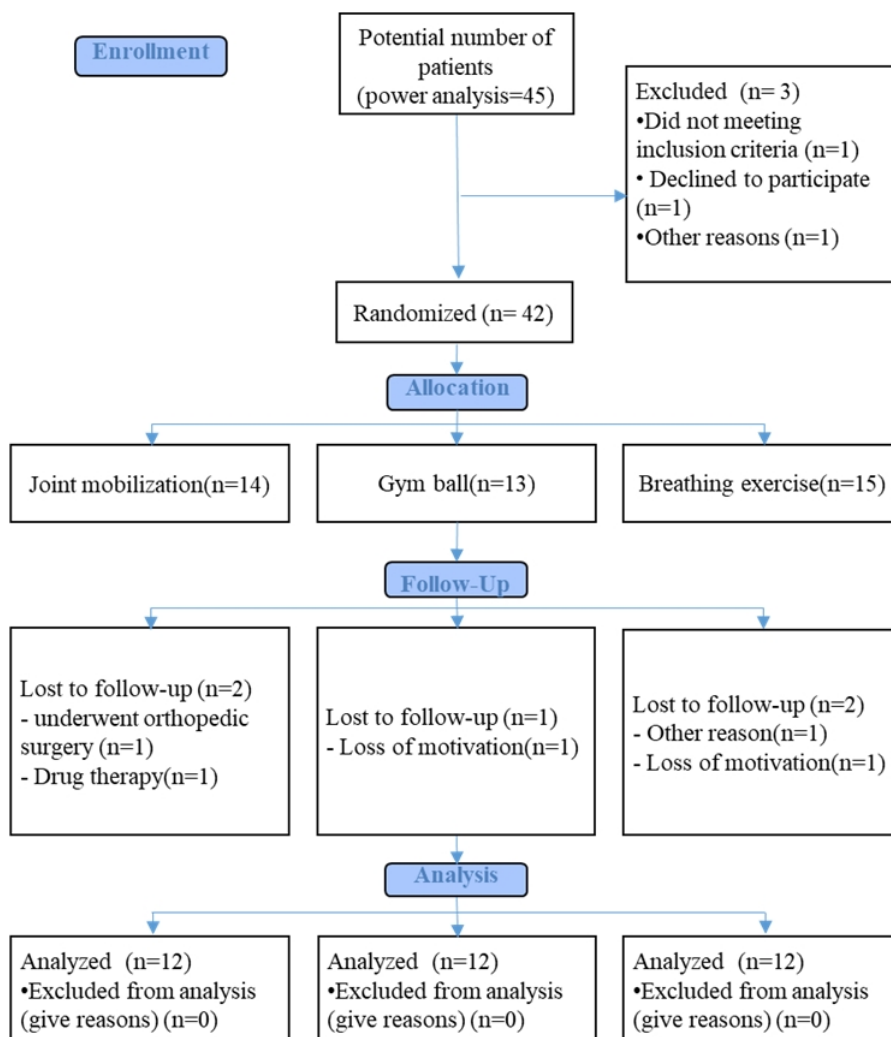 Enrollment
Potential number of
patients
(power analysis=45)
Excluded (n= 3)
•Did not meeting
inclusion criteria (n=1)
• Declined to participate
(n=1)
•Other reasons (n=1)
Randomized (n= 42)
Allocation
Joint mobilization(n=14)
Gym ball(n=13)
Breathing exercise(n=15)
Follow-Up
Lost to follow-up (n=2)
- underwent orthopedic
surgery (n=1)
- Drug therapy(n=1)
Lost to follow-up (n=1)
- Loss of motivation(n=1)
Lost to follow-up (n=2)
- Other reason(n=1)
- Loss of motivation(n=1)
Analysis
Analyzed (n=12)
•Excluded from analysis
(give reasons) (n=0)
Analyzed (n=12)
•Excluded from analysis
(give reasons) (n=0)
Analyzed (n=12)
•Excluded from analysis
(give reasons) (n=0)